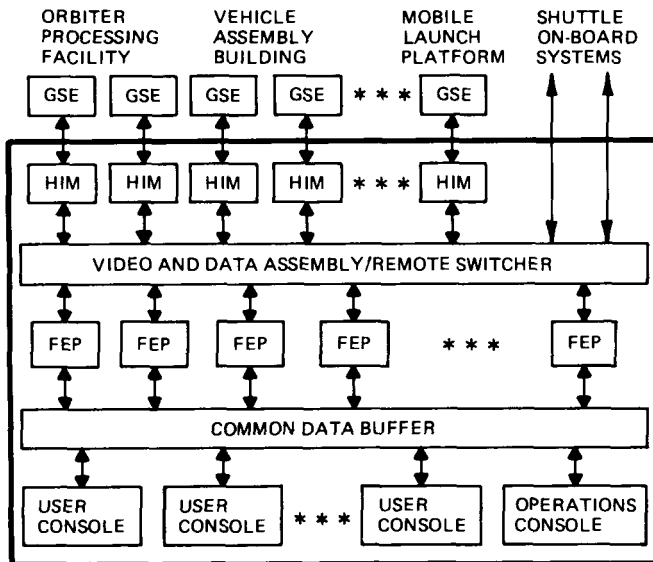 ORBITER PROCESSING FACILITY
VEHICLE ASSEMBLY BUILDING
MOBILE LAUNCH PLATFORM
SHUTTLE ON-BOARD SYSTEMS
GSE GSE GSE GSE * * * GSE
HIM HIM HIM HIM * * * HIM
VIDEO AND DATA ASSEMBLY/REMOTE SWITCHER
FEP FEP FEP FEP * * * FEP
COMMON DATA BUFFER
USER CONSOLE
USER CONSOLE
* * *
USER CONSOLE
OPERATIONS CONSOLE